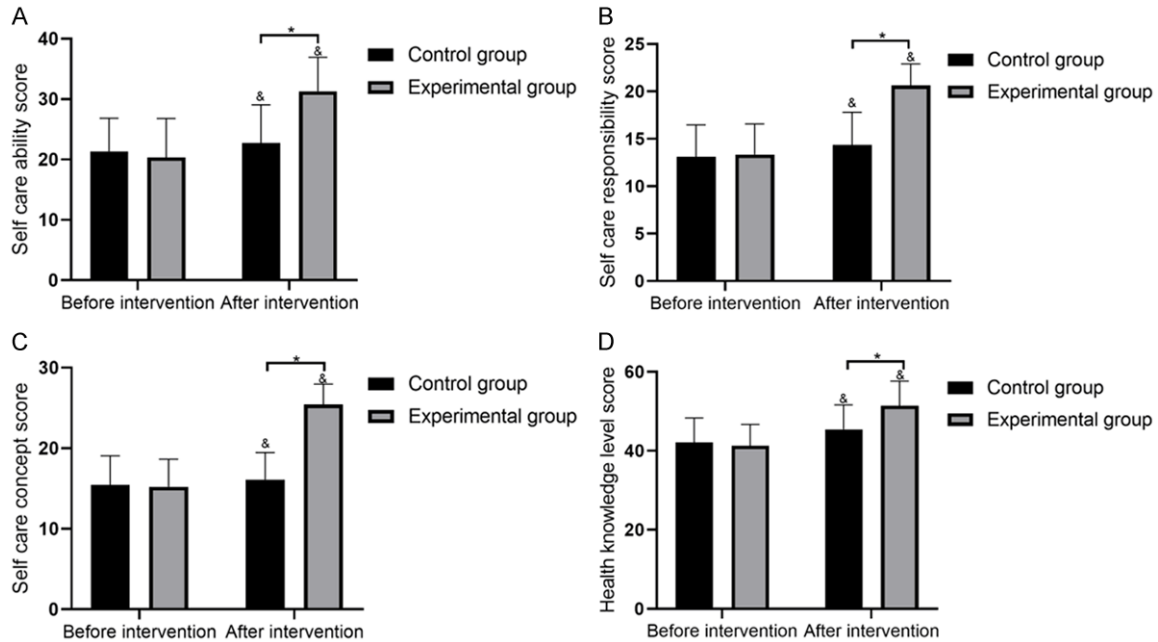 A
Self care ability score
40
30
20
10
0
&
&
*
Before intervention
After intervention
Control group
Experimental group
B
Self care responsibility score
25
20
15
10
5
0
&
&
*
Before intervention
After intervention
Control group
Experimental group
C
Self care concept score
30
20
10
0
&
&
*
Before intervention
After intervention
Control group
Experimental group
D
Health knowledge level score
60
40
20
0
&
&
*
Before intervention
After intervention
Control group
Experimental group